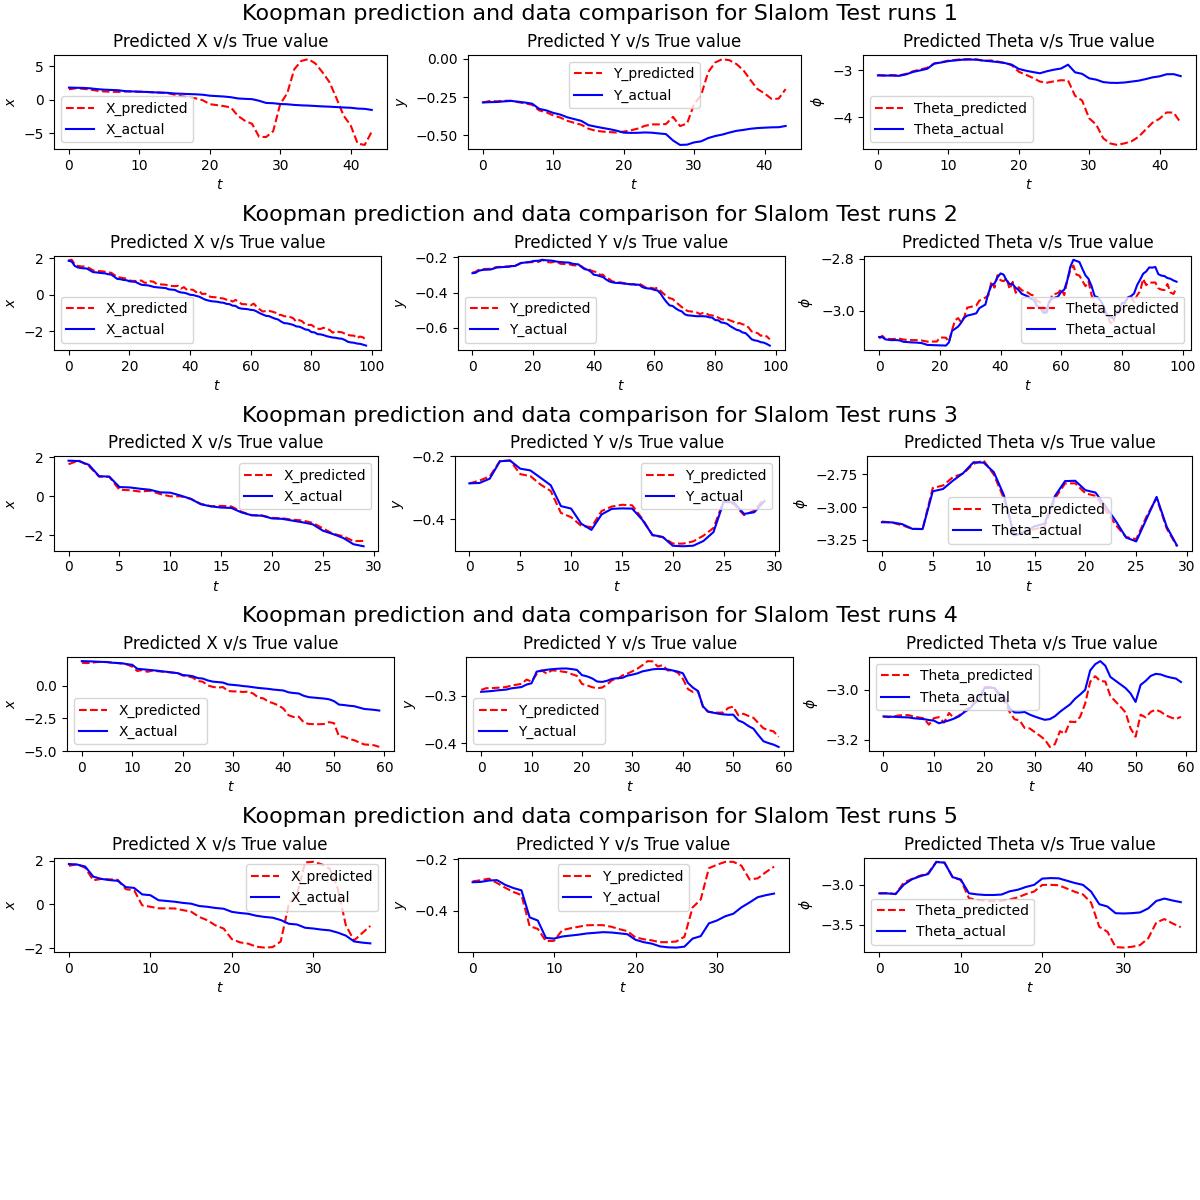 Koopman prediction and data comparison for Slalom Test runs 1
Predicted X v/s True value
5
0
−5
x
X_predicted
X_actual
0 10 20 30 40
t
Predicted Y v/s True value
0.00
−0.25
−0.50
y
Y_predicted
Y_actual
0 20 40
t
Predicted Theta v/s True value
−3
−4
ϕ
Theta_predicted
Theta_actual
0 20 40
t
Koopman prediction and data comparison for Slalom Test runs 2
Predicted X v/s True value
2
0
−2
x
X_predicted
X_actual
0 20 40 60 80 100
t
Predicted Y v/s True value
−0.2
−0.4
−0.6
y
Y_predicted
Y_actual
0 20 40 60 80 100
t
Predicted Theta v/s True value
−2.8
−3.0
ϕ
Theta_predicted
Theta_actual
0 20 40 60 80 100
t
Koopman prediction and data comparison for Slalom Test runs 3
Predicted X v/s True value
2
0
−2
x
X_predicted
X_actual
0 5 10 15 20 25 30
t
Predicted Y v/s True value
−0.2
−0.4
y
Y_predicted
Y_actual
0 5 10 15 20 25 30
t
Predicted Theta v/s True value
−2.75
−3.00
−3.25
ϕ
Theta_predicted
Theta_actual
0 5 10 15 20 25 30
t
Koopman prediction and data comparison for Slalom Test runs 4
Predicted X v/s True value
0.0
−2.5
−5.0
x
X_predicted
X_actual
0 10 20 30 40 50 60
t
Predicted Y v/s True value
−0.3
−0.4
y
Y_predicted
Y_actual
0 10 20 30 40 50 60
t
Predicted Theta v/s True value
−3.0
−3.2
ϕ
Theta_predicted
Theta_actual
0 10 20 30 40 50 60
t
Koopman prediction and data comparison for Slalom Test runs 5
Predicted X v/s True value
2
0
−2
x
X_predicted
X_actual
0 10 20 30
t
Predicted Y v/s True value
−0.2
−0.4
y
Y_predicted
Y_actual
0 10 20 30
t
Predicted Theta v/s True value
−3.0
−3.5
ϕ
Theta_predicted
Theta_actual
0 10 20 30
t